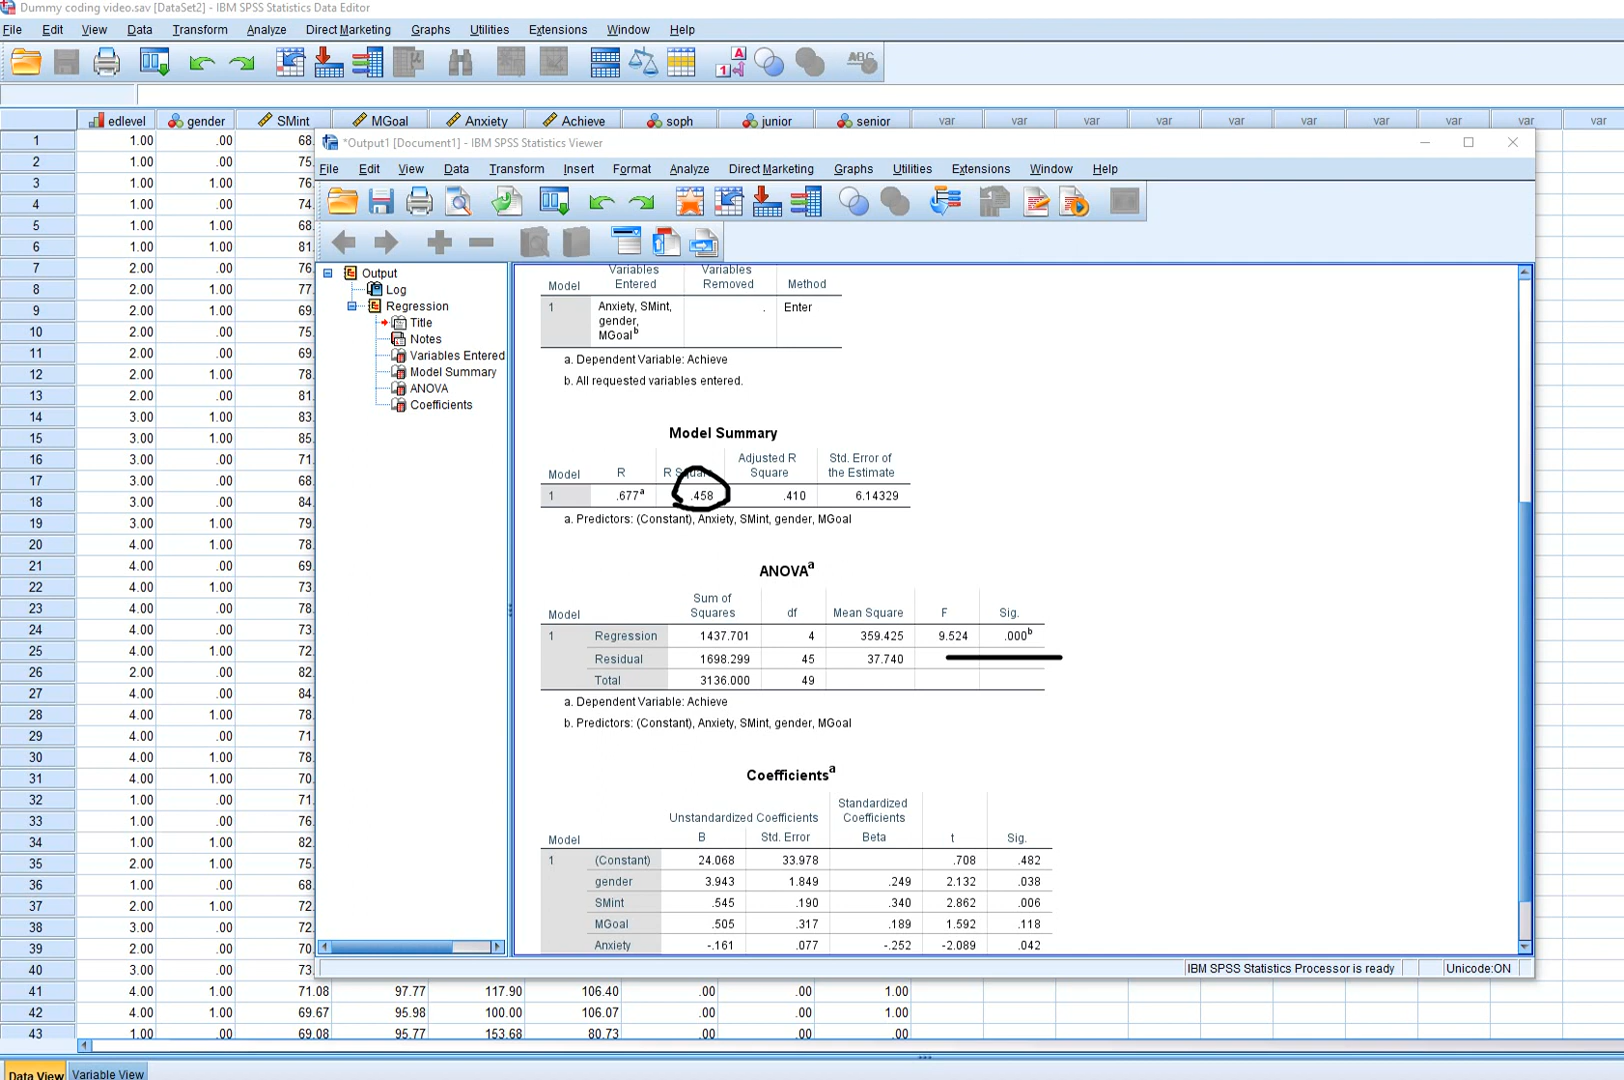 Dummy coding video.sav [DataSet2] - IBM SPSS Statistics Data Editor
File Edit View Data Transform Analyze Direct Marketing Graphs Utilities Extensions Window Help
edlevel gender SMint MGoal Anxiety Achieve soph junior senior var var var var var
1 1.00 .00 68.
2 1.00 .00 75.
3 1.00 1.00 76.
4 1.00 .00 74.
5 1.00 1.00 68.
6 1.00 1.00 81.
7 2.00 .00 76.
8 2.00 1.00 77.
9 2.00 1.00 69.
10 2.00 .00 75.
11 2.00 .00 69.
12 2.00 1.00 78.
13 2.00 .00 81.
14 3.00 1.00 83.
15 3.00 1.00 85.
16 3.00 .00 71.
17 3.00 1.00 68.
18 3.00 .00 84.
19 3.00 1.00 79.
20 4.00 1.00 78.
21 4.00 .00 69.
22 4.00 1.00 73.
23 4.00 .00 78.
24 4.00 .00 73.
25 4.00 1.00 72.
26 2.00 .00 82.
27 4.00 .00 84.
28 4.00 1.00 78.
29 4.00 .00 71.
30 4.00 1.00 78.
31 4.00 1.00 70.
32 1.00 .00 71.
33 1.00 .00 76.
34 1.00 1.00 82.
35 2.00 1.00 75.
36 1.00 .00 68.
37 2.00 1.00 72.
38 3.00 .00 72.
39 2.00 .00 70
40 3.00 .00 73.
41 4.00 1.00 71.08 97.77 117.90 106.40 .00 .00 1.00
42 4.00 1.00 69.67 95.98 100.00 106.07 .00 .00 1.00
43 1.00 .00 69.08 95.77 153.68 80.73 .00 .00 .00
Data View Variable View
*Output1 [Document1] - IBM SPSS Statistics Viewer
File Edit View Data Transform Insert Format Analyze Direct Marketing Graphs Utilities Extensions Window Help
Output
Log
Regression
Title
Notes
Variables Entered
Model Summary
ANOVA
Coefficients
Model Variables Entered Variables Removed Method
1 Anxiety, SMint, gender, MGoalb . Enter
a. Dependent Variable: Achieve
b. All requested variables entered.
Model Summary
Model R R Square Adjusted R Square Std. Error of the Estimate
1 .677a .458 .410 6.14329
a. Predictors: (Constant), Anxiety, SMint, gender, MGoal
ANOVAa
Model Sum of Squares df Mean Square F Sig.
1 Regression 1437.701 4 359.425 9.524 .000b
Residual 1698.299 45 37.740
Total 3136.000 49
a. Dependent Variable: Achieve
b. Predictors: (Constant), Anxiety, SMint, gender, MGoal
Coefficientsa
Unstandardized Coefficients Standardized Coefficients
Model B Std. Error Beta t Sig.
1 (Constant) 24.068 33.978 .708 .482
gender 3.943 1.849 .249 2.132 .038
SMint .545 .190 .340 2.862 .006
MGoal .505 .317 .189 1.592 .118
Anxiety -.161 .077 -.252 -2.089 .042
IBM SPSS Statistics Processor is ready Unicode:ON